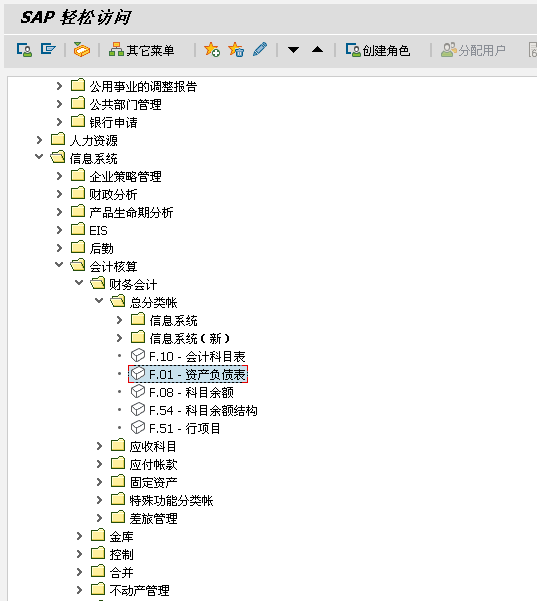 SAP 轻松访问
其它菜单 创建角色 分配用户
公用事业的调整报告
公共部门管理
银行申请
人力资源
信息系统
企业策略管理
财政分析
产品生命期分析
EIS
后勤
会计核算
财务会计
总分类帐
信息系统
信息系统（新）
F.10 - 会计科目表
F.01 - 资产负债表
F.08 - 科目余额
F.54 - 科目余额结构
F.51 - 行项目
应收科目
应付帐款
固定资产
特殊功能分类帐
差旅管理
金库
控制
合并
不动产管理